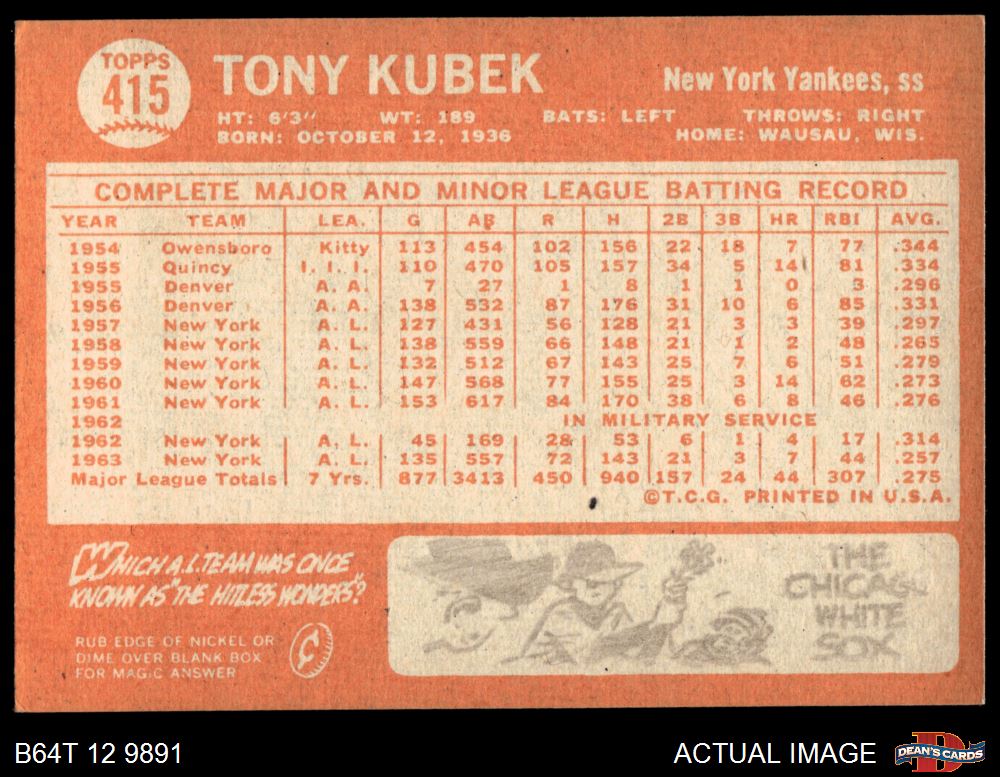 TOPPS
415
TONY KUBEK
New York Yankees, ss
HT: 6'3" WT: 189 BATS: LEFT THROWS: RIGHT
BORN: OCTOBER 12, 1936 HOME: WAUSAU, WIS.
COMPLETE MAJOR AND MINOR LEAGUE BATTING RECORD
YEAR TEAM LEA. G AB R H 2B 3B HR RBI AVG.
1954 Owensboro Kitty 113 454 102 156 22 18 7 77 .344
1955 Quincy I. I. I. 110 470 105 157 34 5 14 81 .334
1955 Denver A. A. 7 27 1 8 1 1 0 3 .296
1956 Denver A. A. 138 532 87 176 31 10 6 85 .331
1957 New York A. L. 127 431 56 128 21 3 3 39 .297
1958 New York A. L. 138 559 66 148 21 1 2 48 .265
1959 New York A. L. 132 512 67 143 25 7 6 51 .279
1960 New York A. L. 147 568 77 155 25 3 14 62 .273
1961 New York A. L. 153 617 84 170 38 6 8 46 .276
1962 IN MILITARY SERVICE
1962 New York A. L. 45 169 28 53 6 1 4 17 .314
1963 New York A. L. 135 557 72 143 21 3 7 44 .257
Major League Totals 7 Yrs. 877 3413 450 940 157 24 44 307 .275
©T.C.G. PRINTED IN U.S.A.
WHICH A.L. TEAM WAS ONCE
KNOWN AS "THE HITLESS WONDERS"?
RUB EDGE OF NICKEL OR
DIME OVER BLANK BOX
FOR MAGIC ANSWER
¢
THE
CHICAGO
WHITE
SOX
B64T 12 9891
ACTUAL IMAGE
D
DEAN'S CARDS